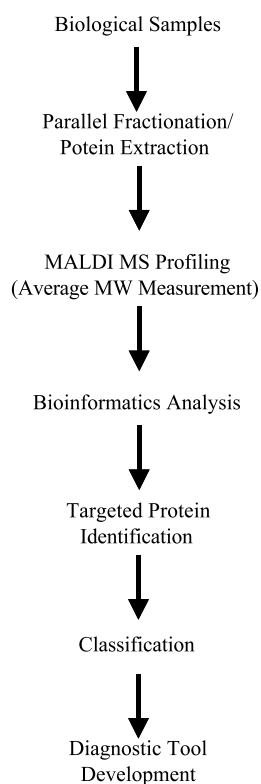 Biological Samples
Parallel Fractionation/
Potein Extraction
MALDI MS Profiling
(Average MW Measurement)
Bioinformatics Analysis
Targeted Protein
Identification
Classification
Diagnostic Tool
Development